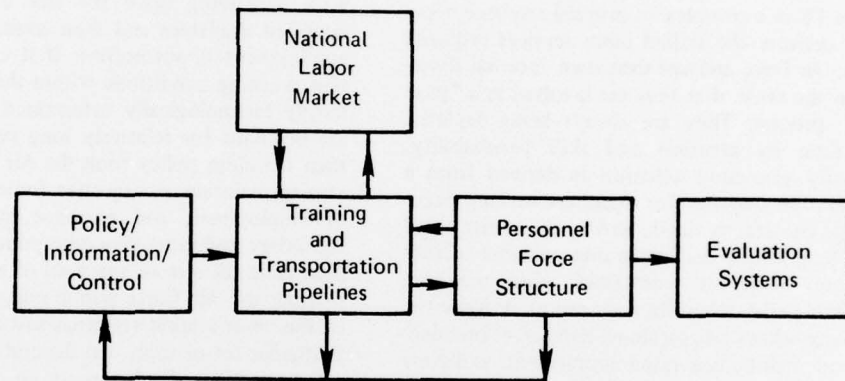 National
Labor
Market
Policy/
Information/
Control
Training
and
Transportation
Pipelines
Personnel
Force
Structure
Evaluation
Systems